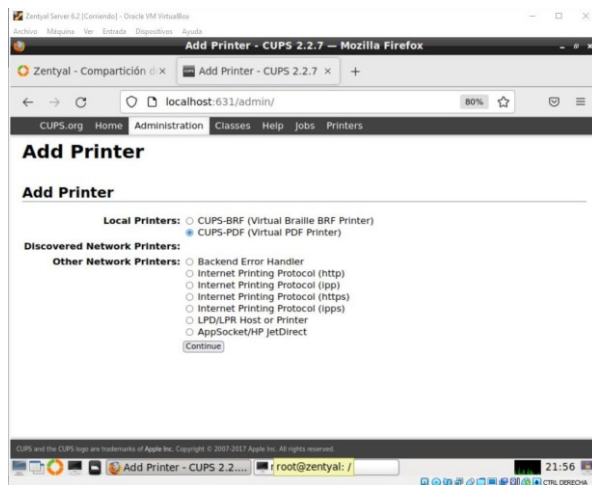 Zentyal Server 6.2 [Corriendo] - Oracle VM VirtualBox
Archivo Máquina Ver Entrada Dispositivos Ayuda
Add Printer - CUPS 2.2.7 — Mozilla Firefox
Zentyal - Compartición d
Add Printer - CUPS 2.2.7
localhost:631/admin/
80%
CUPS.org Home Administration Classes Help Jobs Printers
Add Printer
Add Printer
Local Printers: CUPS-BRF (Virtual Braille BRF Printer)
CUPS-PDF (Virtual PDF Printer)
Discovered Network Printers:
Other Network Printers: Backend Error Handler
Internet Printing Protocol (http)
Internet Printing Protocol (ipp)
Internet Printing Protocol (https)
Internet Printing Protocol (ipps)
LPD/LPR Host or Printer
AppSocket/HP JetDirect
Continue
CUPS and the CUPS logo are trademarks of Apple Inc. Copyright © 2007-2017 Apple Inc. All rights reserved.
Add Printer - CUPS 2.2.... root@zentyal: / 21:56
CTRL DERECHA